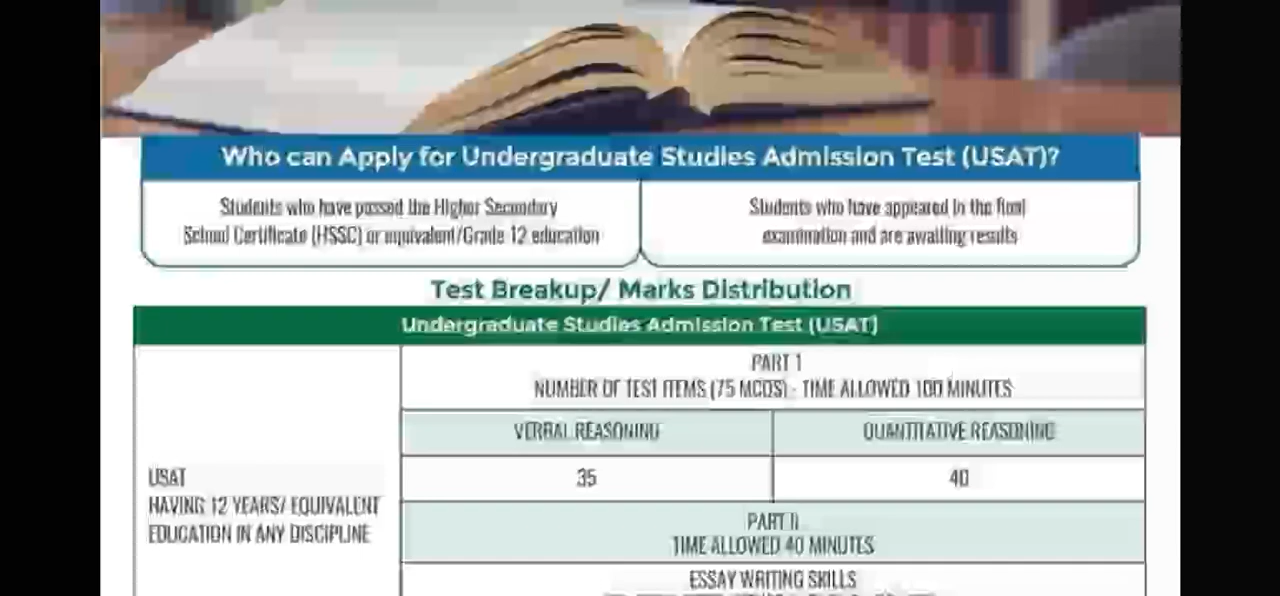 Who can Apply for Undergraduate Studies Admission Test (USAT)?
Students who have passed the Higher Secondary
School Certificate (HSSC) or equivalent/Grade 12 education
Students who have appeared in the final
examination and are awaiting results
Test Breakup/ Marks Distribution
Undergraduate Studies Admission Test (USAT)
PART 1
NUMBER OF TEST ITEMS (75 MCQS) - TIME ALLOWED 100 MINUTES
VERBAL REASONING
QUANTITATIVE REASONING
USAT
HAVING 12 YEARS/ EQUIVALENT
EDUCATION IN ANY DISCIPLINE
35
40
PART II
TIME ALLOWED 40 MINUTES
ESSAY WRITING SKILLS